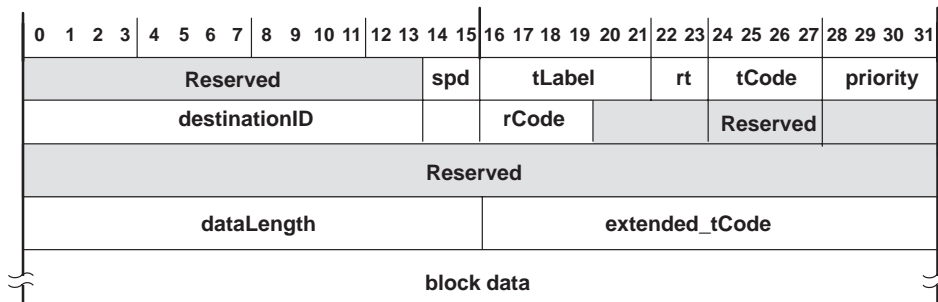 0 1 2 3 4 5 6 7 8 9 10 11 12 13 14 15 16 17 18 19 20 21 22 23 24 25 26 27 28 29 30 31
Reserved spd tLabel rt tCode priority
destinationID rCode Reserved
Reserved
dataLength extended_tCode
block data